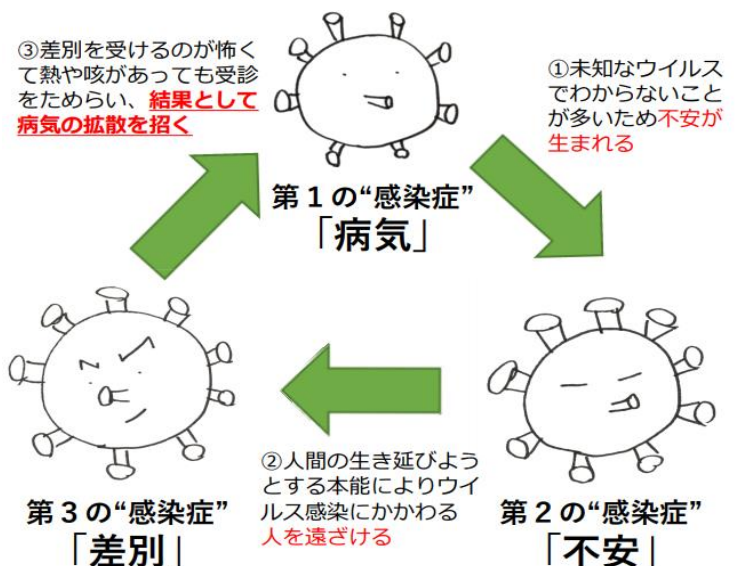 ③差別を受けるのが怖く
て熱や咳があっても受診
をためらい、結果として
病気の拡散を招く
①未知なウイルス
でわからないこと
が多いため不安が
生まれる
第１の“感染症”
「病気」
②人間の生き延びよう
とする本能によりウイ
ルス感染にかかわる
人を遠ざける
第３の“感染症”
「差別」
第２の“感染症”
「不安」